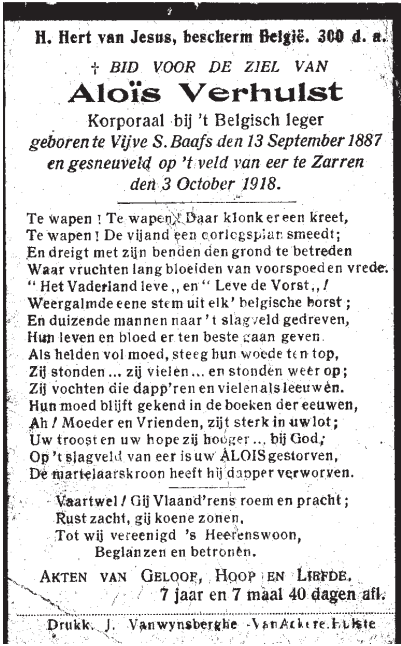 H. Hert van Jesus, bescherm België. 300 d. a.
† BID VOOR DE ZIEL VAN
Aloïs Verhulst
Korporaal bij 't Belgisch leger
geboren te Vijve S. Baafs den 13 September 1887
en gesneuveld op 't veld van eer te Zarren
den 3 October 1918.
Te wapen ! Te wapen ! Daar klonk er een kreet,
Te wapen ! De vijand een oorlogsplan smeedt;
En dreigt met zijn benden den grond te betreden
Waar vruchten lang bloeiden van voorspoed en vrede.
" Het Vaderland leve „ en " Leve de Vorst „ !
Weergalmde eene stem uit elk' belgische borst ;
En duizende mannen naar 't slagveld gedreven,
Hun leven en bloed er ten beste gaan geven.
Als helden vol moed, steeg hun woede ten top,
Zij stonden ... zij vielen ... en stonden weer op ;
Zij vochten die dapp'ren en vielen als leeuwen.
Hun moed blijft gekend in de boeken der eeuwen,
Ah ! Moeder en Vrienden, zijt sterk in uw lot ;
Uw troost en uw hope zij hooger ... bij God,
Op 't slagveld van eer is uw ALOIS gestorven,
De martelaarskroon heeft hij dapper verworven.
Vaartwel ! Gij Vlaand'rens roem en pracht ;
Rust zacht, gij koene zonen,
Tot wij vereenigd 's Heerenswoon,
Beglanzen en betronen.
AKTEN VAN GELOOF, HOOP EN LIEFDE.
7 jaar en 7 maal 40 dagen afl.
Drukk. J. Vanwynsberghe - Van Ackere, Hulste